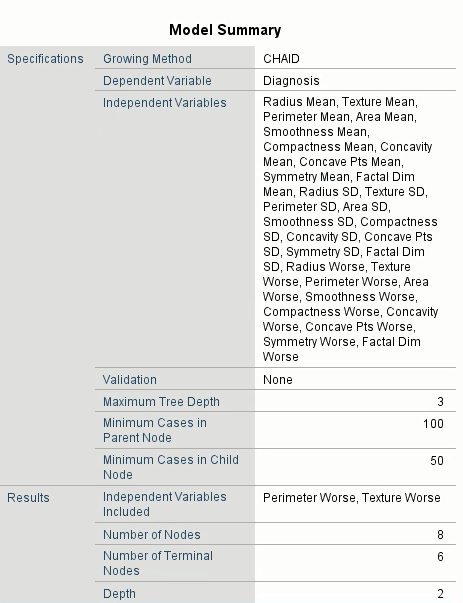 Model Summary
Specifications Growing Method CHAID
Dependent Variable Diagnosis
Independent Variables Radius Mean, Texture Mean,
Perimeter Mean, Area Mean,
Smoothness Mean,
Compactness Mean, Concavity
Mean, Concave Pts Mean,
Symmetry Mean, Factal Dim
Mean, Radius SD, Texture SD,
Perimeter SD, Area SD,
Smoothness SD, Compactness
SD, Concavity SD, Concave Pts
SD, Symmetry SD, Factal Dim
SD, Radius Worse, Texture
Worse, Perimeter Worse, Area
Worse, Smoothness Worse,
Compactness Worse, Concavity
Worse, Concave Pts Worse,
Symmetry Worse, Factal Dim
Worse
Validation None
Maximum Tree Depth 3
Minimum Cases in
Parent Node 100
Minimum Cases in Child
Node 50
Results Independent Variables
Included Perimeter Worse, Texture Worse
Number of Nodes 8
Number of Terminal
Nodes 6
Depth 2